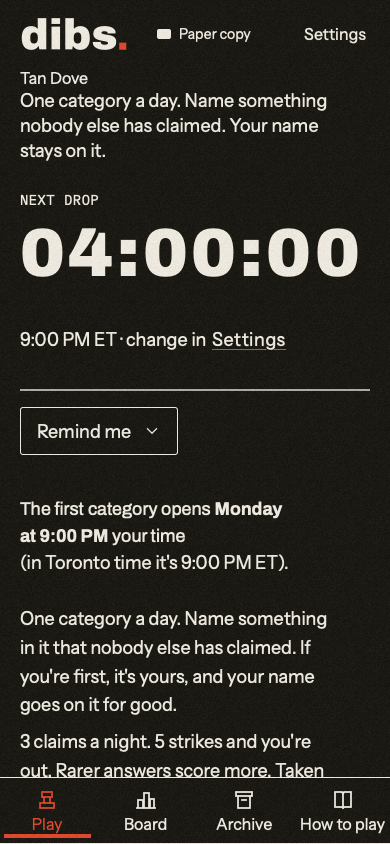 dibs.
Paper copy
Settings
Tan Dove
One category a day. Name something
nobody else has claimed. Your name
stays on it.
NEXT DROP
04:00:00
9:00 PM ET · change in Settings
Remind me
The first category opens Monday
at 9:00 PM your time
(in Toronto time it's 9:00 PM ET).
One category a day. Name something
in it that nobody else has claimed. If
you're first, it's yours, and your name
goes on it for good.
3 claims a night. 5 strikes and you're
out. Rarer answers score more. Taken
Play
Board
Archive
How to play